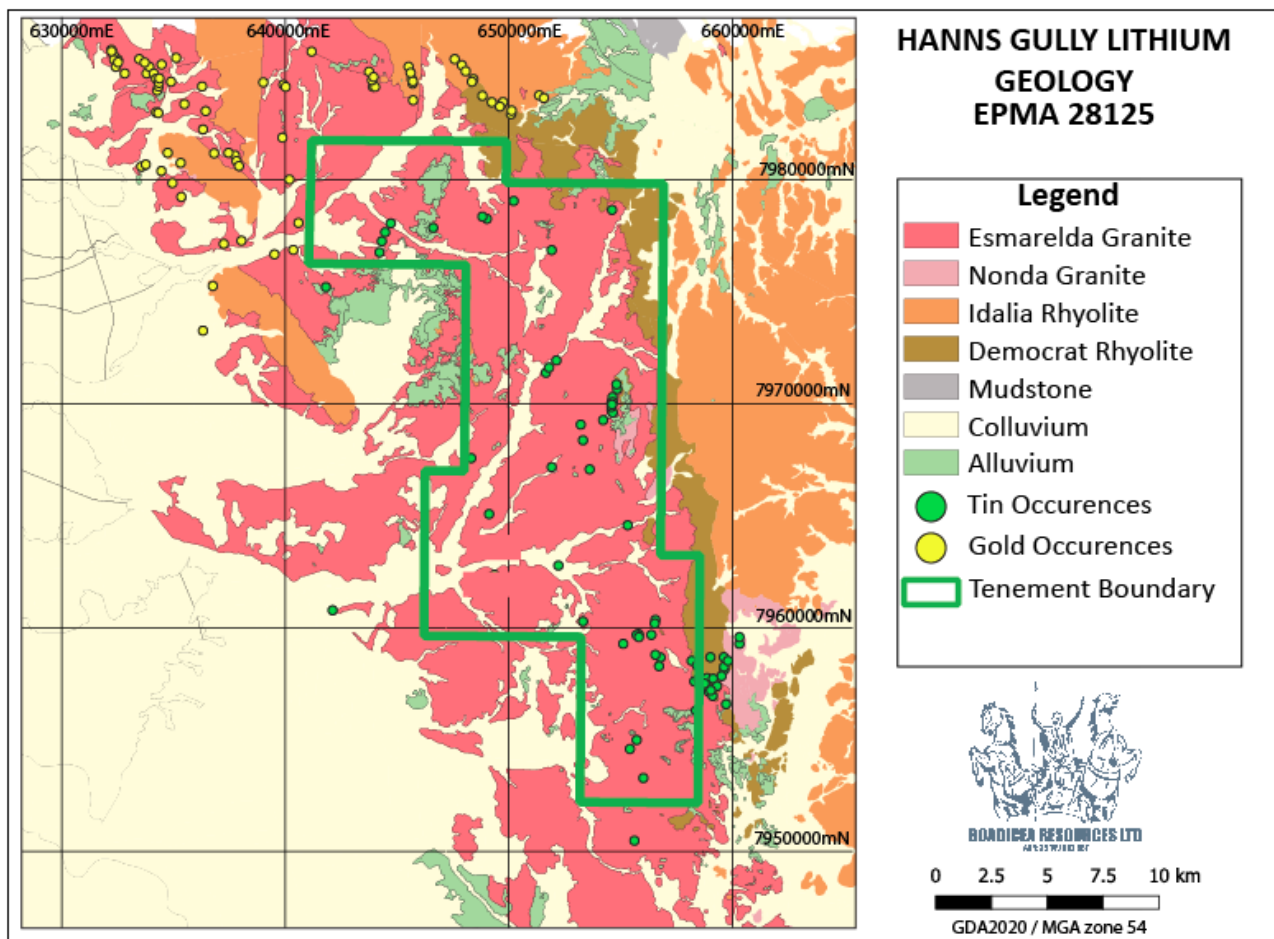 630000mE 640000mE 650000mE 660000mE
7980000mN
7970000mN
7960000mN
7950000mN
HANNS GULLY LITHIUM
GEOLOGY
EPMA 28125
Legend
Esmarelda Granite
Nonda Granite
Idalia Rhyolite
Democrat Rhyolite
Mudstone
Colluvium
Alluvium
Tin Occurences
Gold Occurences
Tenement Boundary
BOADICEA RESOURCES LTD
0 2.5 5 7.5 10 km
GDA2020 / MGA zone 54